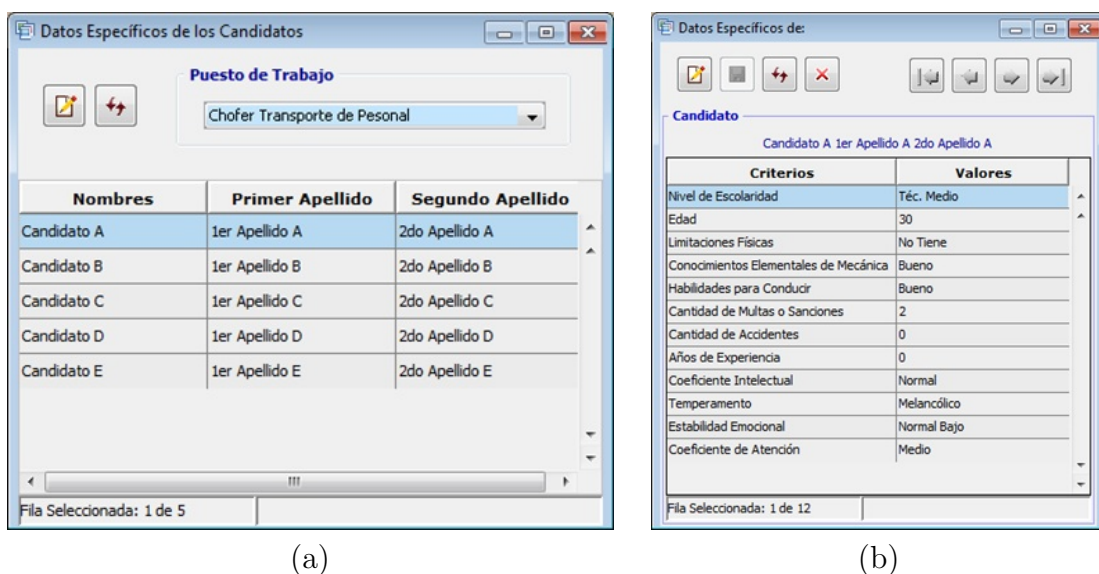 Datos Específicos de los Candidatos
Puesto de Trabajo
Chofer Transporte de Pesonal
Nombres Primer Apellido Segundo Apellido
Candidato A 1er Apellido A 2do Apellido A
Candidato B 1er Apellido B 2do Apellido B
Candidato C 1er Apellido C 2do Apellido C
Candidato D 1er Apellido D 2do Apellido D
Candidato E 1er Apellido E 2do Apellido E
Fila Seleccionada: 1 de 5
(a)
Datos Específicos de:
Candidato
Candidato A 1er Apellido A 2do Apellido A
Criterios Valores
Nivel de Escolaridad Téc. Medio
Edad 30
Limitaciones Físicas No Tiene
Conocimientos Elementales de Mecánica Bueno
Habilidades para Conducir Bueno
Cantidad de Multas o Sanciones 2
Cantidad de Accidentes 0
Años de Experiencia 0
Coeficiente Intelectual Normal
Temperamento Melancólico
Estabilidad Emocional Normal Bajo
Coeficiente de Atención Medio
Fila Seleccionada: 1 de 12
(b)